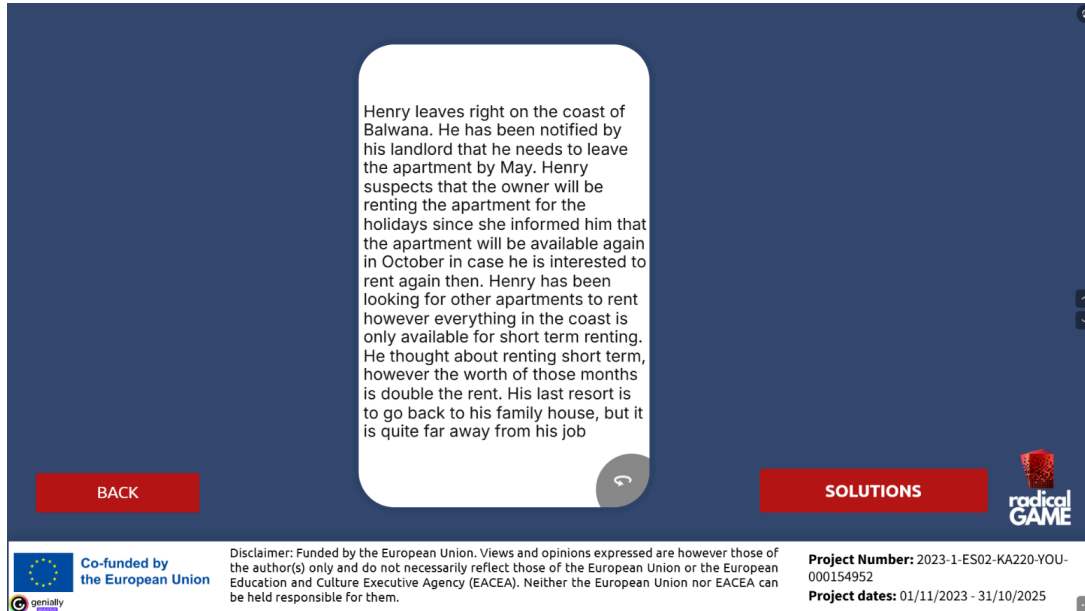 Henry leaves right on the coast of
Balwana. He has been notified by
his landlord that he needs to leave
the apartment by May. Henry
suspects that the owner will be
renting the apartment for the
holidays since she informed him that
the apartment will be available again
in October in case he is interested to
rent again then. Henry has been
looking for other apartments to rent
however everything in the coast is
only available for short term renting.
He thought about renting short term,
however the worth of those months
is double the rent. His last resort is
to go back to his family house, but it
is quite far away from his job
BACK
SOLUTIONS
radical
GAME
Co-funded by
the European Union
genially
Disclaimer: Funded by the European Union. Views and opinions expressed are however those of
the author(s) only and do not necessarily reflect those of the European Union or the European
Education and Culture Executive Agency (EACEA). Neither the European Union nor EACEA can
be held responsible for them.
Project Number: 2023-1-ES02-KA220-YOU-
000154952
Project dates: 01/11/2023 - 31/10/2025